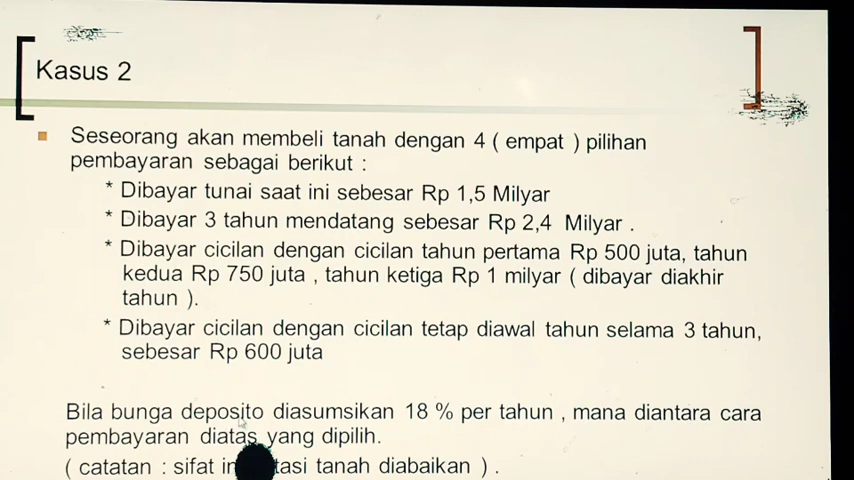 Kasus 2
Seseorang akan membeli tanah dengan 4 ( empat ) pilihan
pembayaran sebagai berikut :
* Dibayar tunai saat ini sebesar Rp 1,5 Milyar
* Dibayar 3 tahun mendatang sebesar Rp 2,4 Milyar .
* Dibayar cicilan dengan cicilan tahun pertama Rp 500 juta, tahun
kedua Rp 750 juta , tahun ketiga Rp 1 milyar ( dibayar diakhir
tahun ).
* Dibayar cicilan dengan cicilan tetap diawal tahun selama 3 tahun,
sebesar Rp 600 juta
Bila bunga deposito diasumsikan 18 % per tahun , mana diantara cara
pembayaran diatas yang dipilih.
( catatan : sifat tanah diabaikan ) .